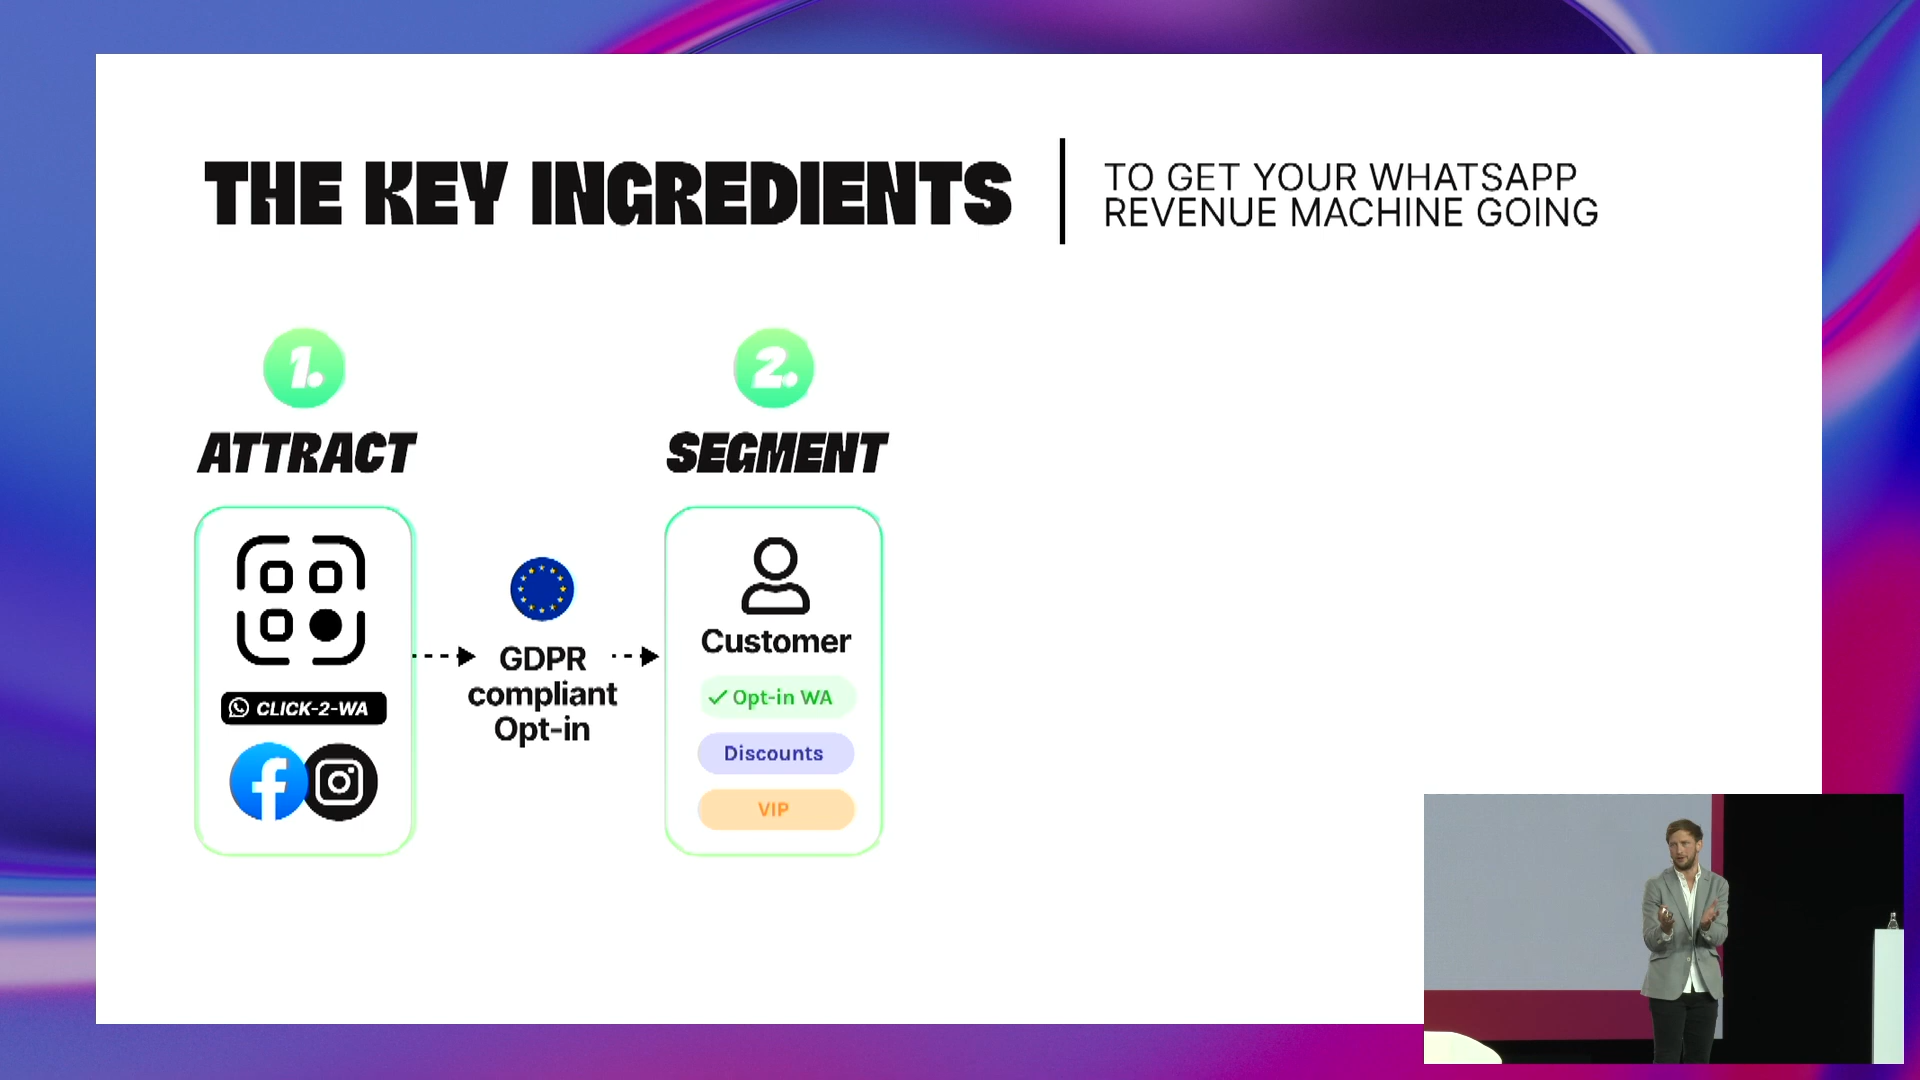 THE KEY INGREDIENTS
TO GET YOUR WHATSAPP
REVENUE MACHINE GOING
1.
ATTRACT
CLICK-2-WA
GDPR
compliant
Opt-in
2.
SEGMENT
Customer
Opt-in WA
Discounts
VIP